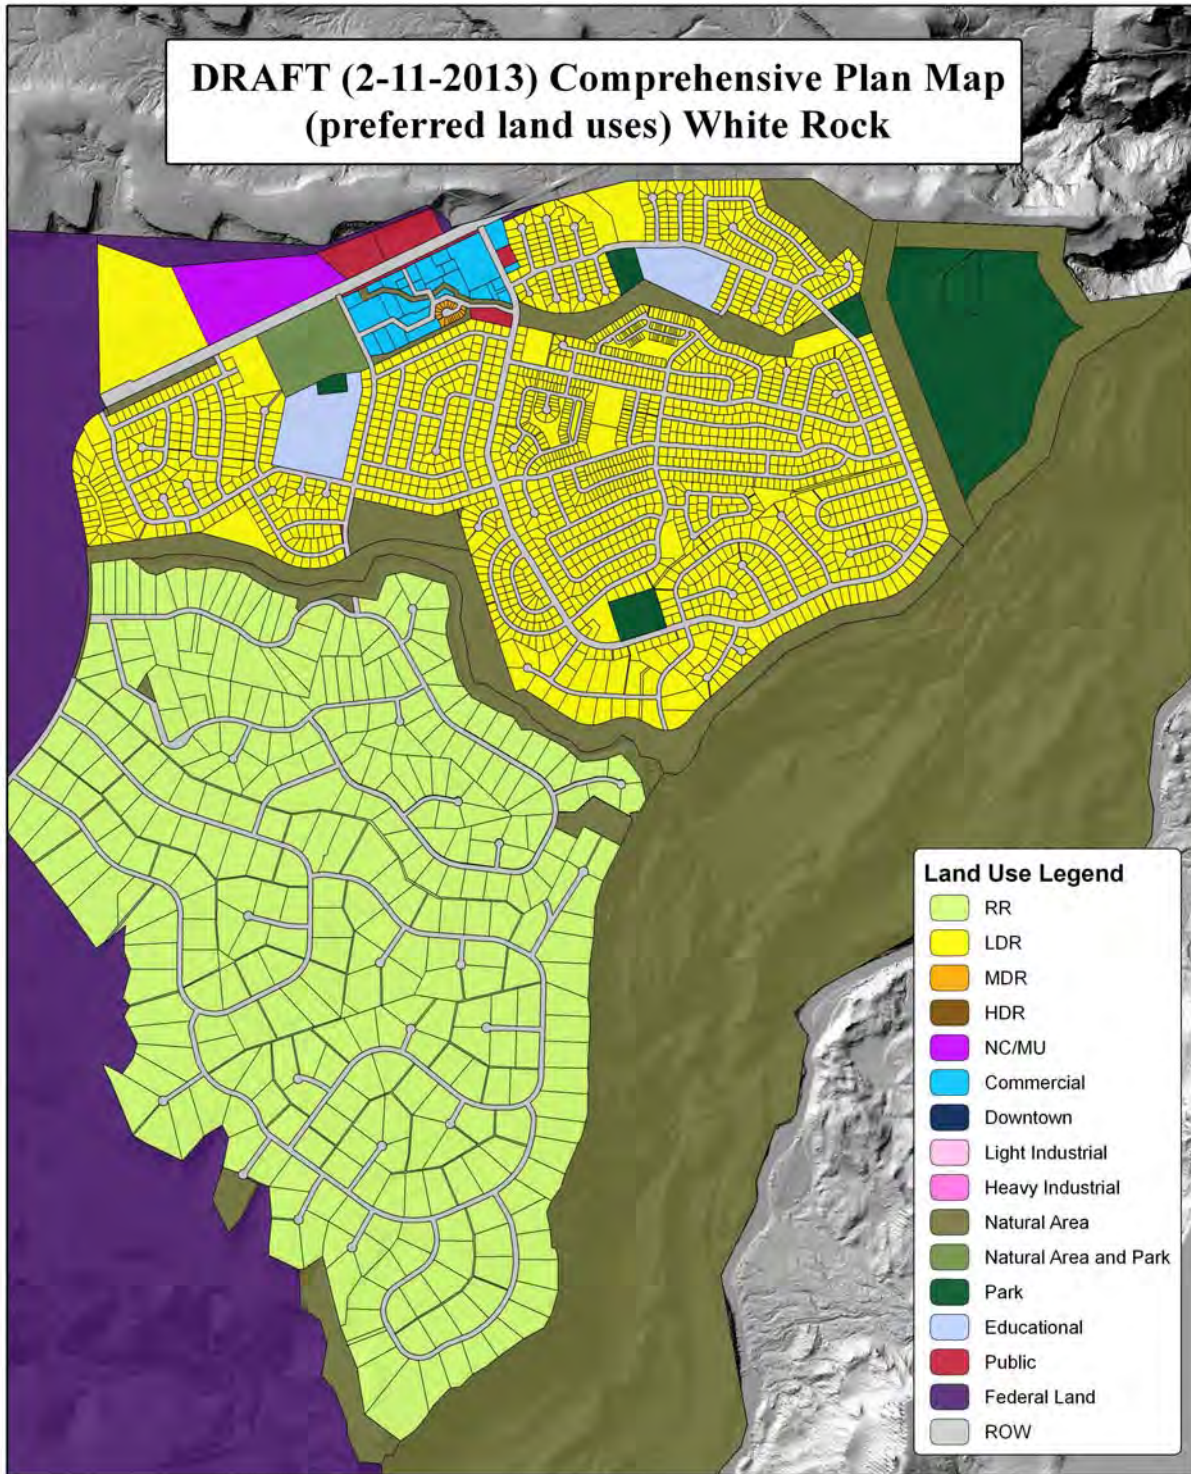 DRAFT (2-11-2013) Comprehensive Plan Map
(preferred land uses) White Rock
Land Use Legend
RR
LDR
MDR
HDR
NC/MU
Commercial
Downtown
Light Industrial
Heavy Industrial
Natural Area
Natural Area and Park
Park
Educational
Public
Federal Land
ROW